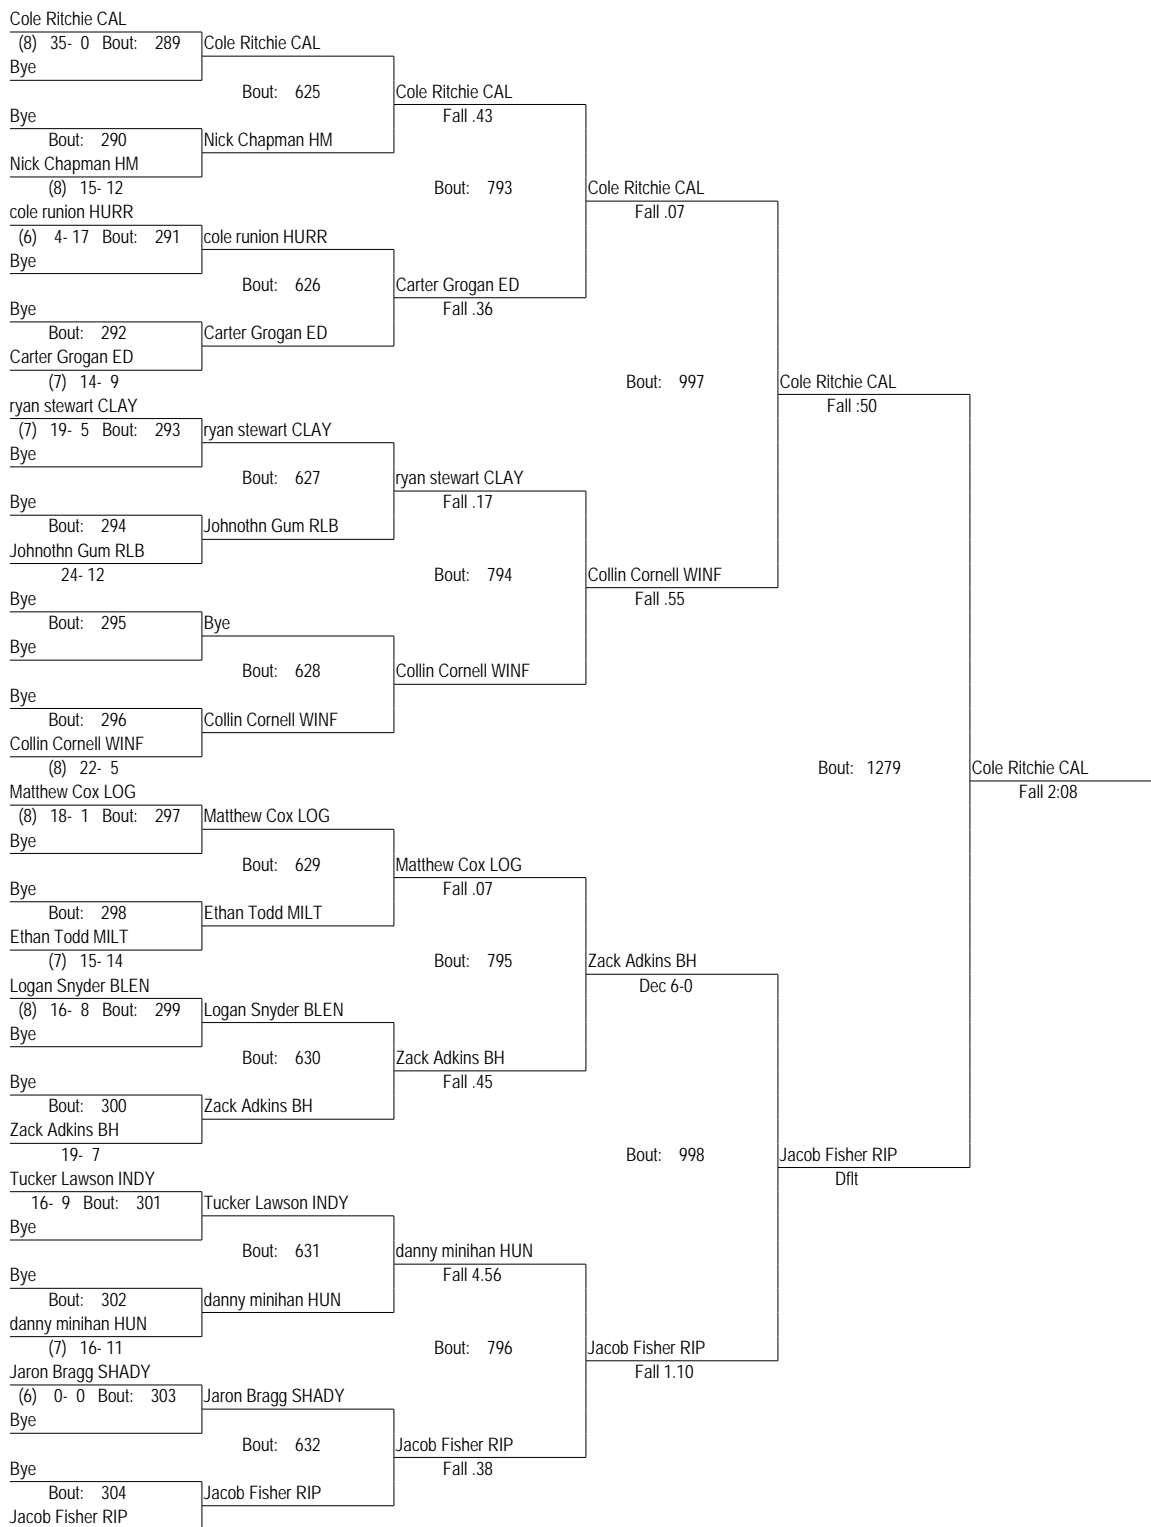 Cole Ritchie CAL
(8) 35- 0 Bout: 289 Cole Ritchie CAL
Bye
Bout: 625 Cole Ritchie CAL
Bye Fall .43
Bout: 290 Nick Chapman HM
Nick Chapman HM
(8) 15- 12 Bout: 793 Cole Ritchie CAL
cole runion HURR Fall .07
(6) 4- 17 Bout: 291 cole runion HURR
Bye
Bout: 626 Carter Grogan ED
Bye Fall .36
Bout: 292 Carter Grogan ED
Carter Grogan ED
(7) 14- 9 Bout: 997 Cole Ritchie CAL
ryan stewart CLAY Fall :50
(7) 19- 5 Bout: 293 ryan stewart CLAY
Bye
Bout: 627 ryan stewart CLAY
Bye Fall .17
Bout: 294 Johnothn Gum RLB
Johnothn Gum RLB
24- 12 Bout: 794 Collin Cornell WINF
Bye Fall .55
Bout: 295 Bye
Bye
Bout: 628 Collin Cornell WINF
Bye
Bout: 296 Collin Cornell WINF
Collin Cornell WINF
(8) 22- 5 Bout: 1279 Cole Ritchie CAL
Matthew Cox LOG Fall 2:08
(8) 18- 1 Bout: 297 Matthew Cox LOG
Bye
Bout: 629 Matthew Cox LOG
Bye Fall .07
Bout: 298 Ethan Todd MILT
Ethan Todd MILT
(7) 15- 14 Bout: 795 Zack Adkins BH
Logan Snyder BLEN Dec 6-0
(8) 16- 8 Bout: 299 Logan Snyder BLEN
Bye
Bout: 630 Zack Adkins BH
Bye Fall .45
Bout: 300 Zack Adkins BH
Zack Adkins BH
19- 7 Bout: 998 Jacob Fisher RIP
Tucker Lawson INDY Dflt
16- 9 Bout: 301 Tucker Lawson INDY
Bye
Bout: 631 danny minihan HUN
Bye Fall 4.56
Bout: 302 danny minihan HUN
danny minihan HUN
(7) 16- 11 Bout: 796 Jacob Fisher RIP
Jaron Bragg SHADY Fall 1.10
(6) 0- 0 Bout: 303 Jaron Bragg SHADY
Bye
Bout: 632 Jacob Fisher RIP
Bye Fall .38
Bout: 304 Jacob Fisher RIP
Jacob Fisher RIP